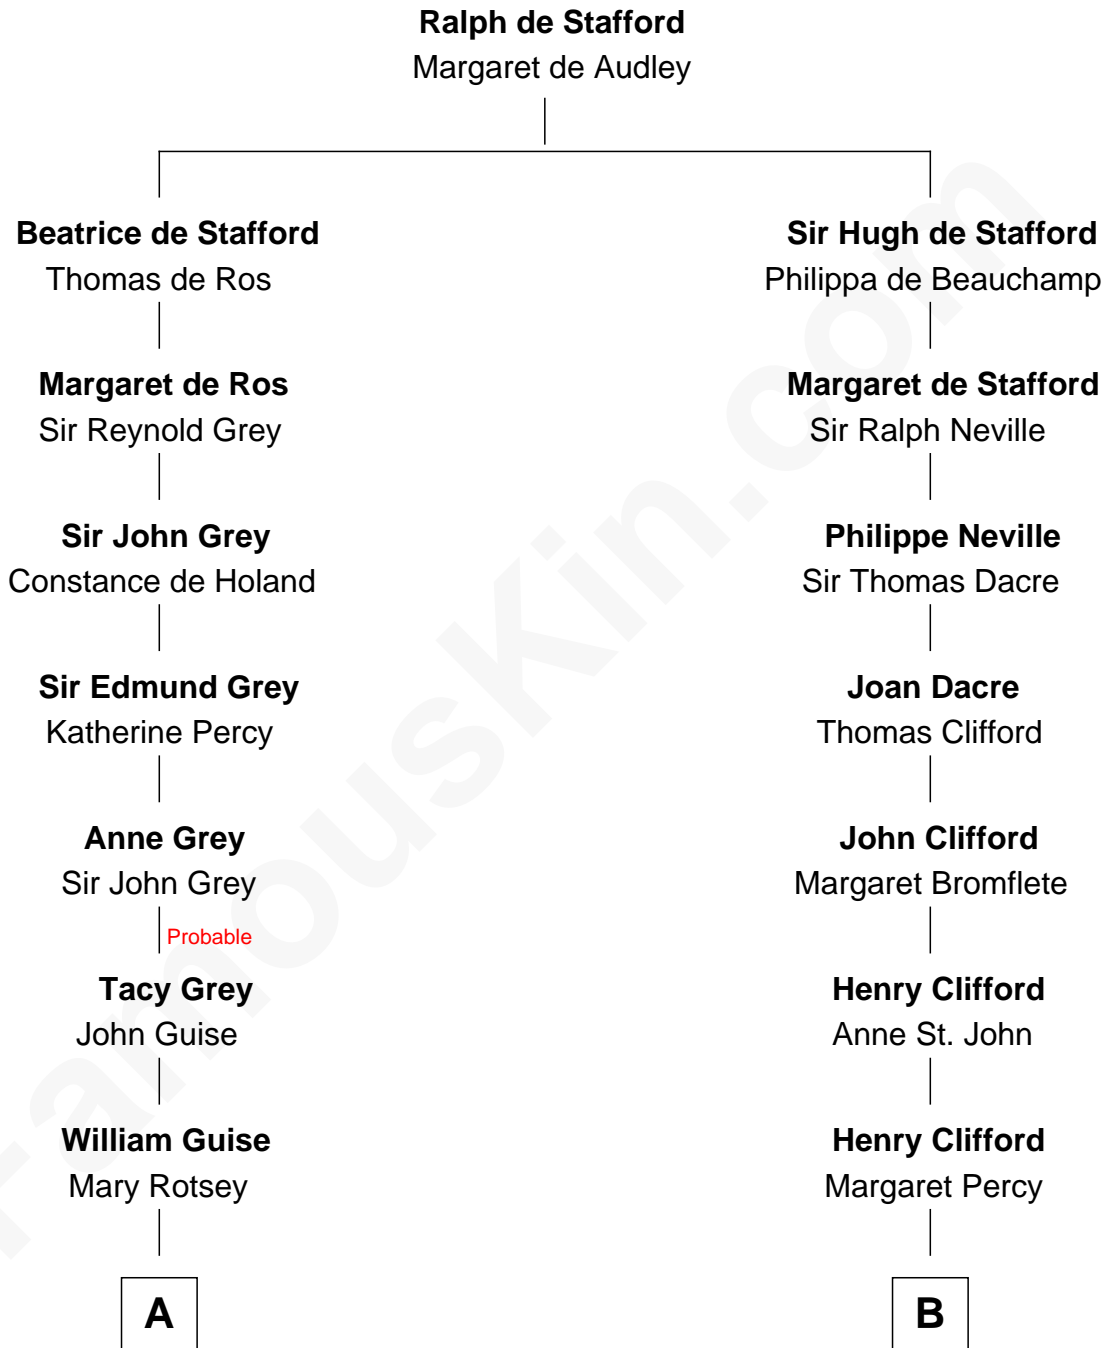 Ralph de Stafford
Margaret de Audley
Beatrice de Stafford
Thomas de Ros
Sir Hugh de Stafford
Philippa de Beauchamp
Margaret de Ros
Sir Reynold Grey
Margaret de Stafford
Sir Ralph Neville
Sir John Grey
Constance de Holand
Philippe Neville
Sir Thomas Dacre
Sir Edmund Grey
Katherine Percy
Joan Dacre
Thomas Clifford
Anne Grey
Sir John Grey
John Clifford
Margaret Bromflete
Probable
Tacy Grey
John Guise
Henry Clifford
Anne St. John
William Guise
Mary Rotsey
Henry Clifford
Margaret Percy
A
B
FamousKin.com